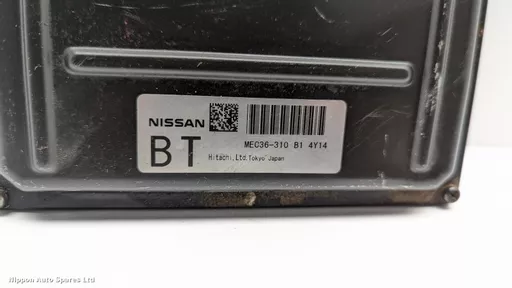 NISSAN
MEC36-310 B1 4Y14
BT
Hitachi,Ltd.Tokyo Japan
Nippon Auto Spares Ltd